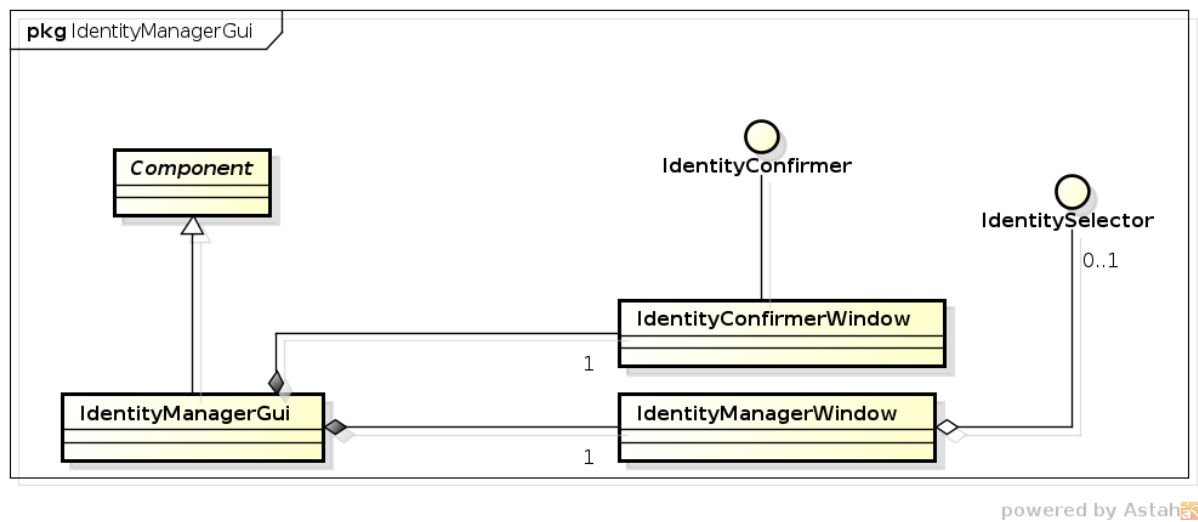 pkg IdentityManagerGui
Component
IdentityConfirmer
IdentitySelector
0..1
IdentityConfirmerWindow
1
IdentityManagerGui
IdentityManagerWindow
1
powered by Astah